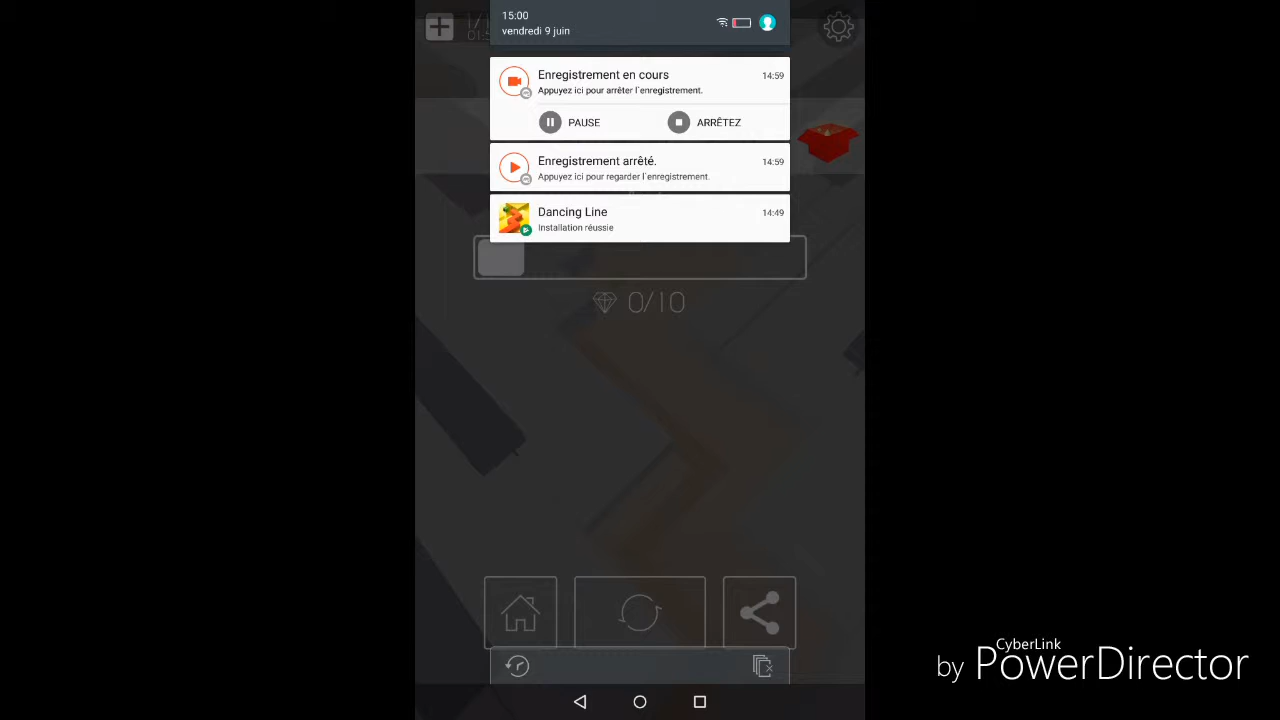 15:00
vendredi 9 juin
Enregistrement en cours 14:59
Appuyez ici pour arrêter l`enregistrement.
PAUSE ARRÊTEZ
Enregistrement arrêté. 14:59
Appuyez ici pour regarder l`enregistrement.
Dancing Line 14:49
Installation réussie
0/10
CyberLink
by PowerDirector